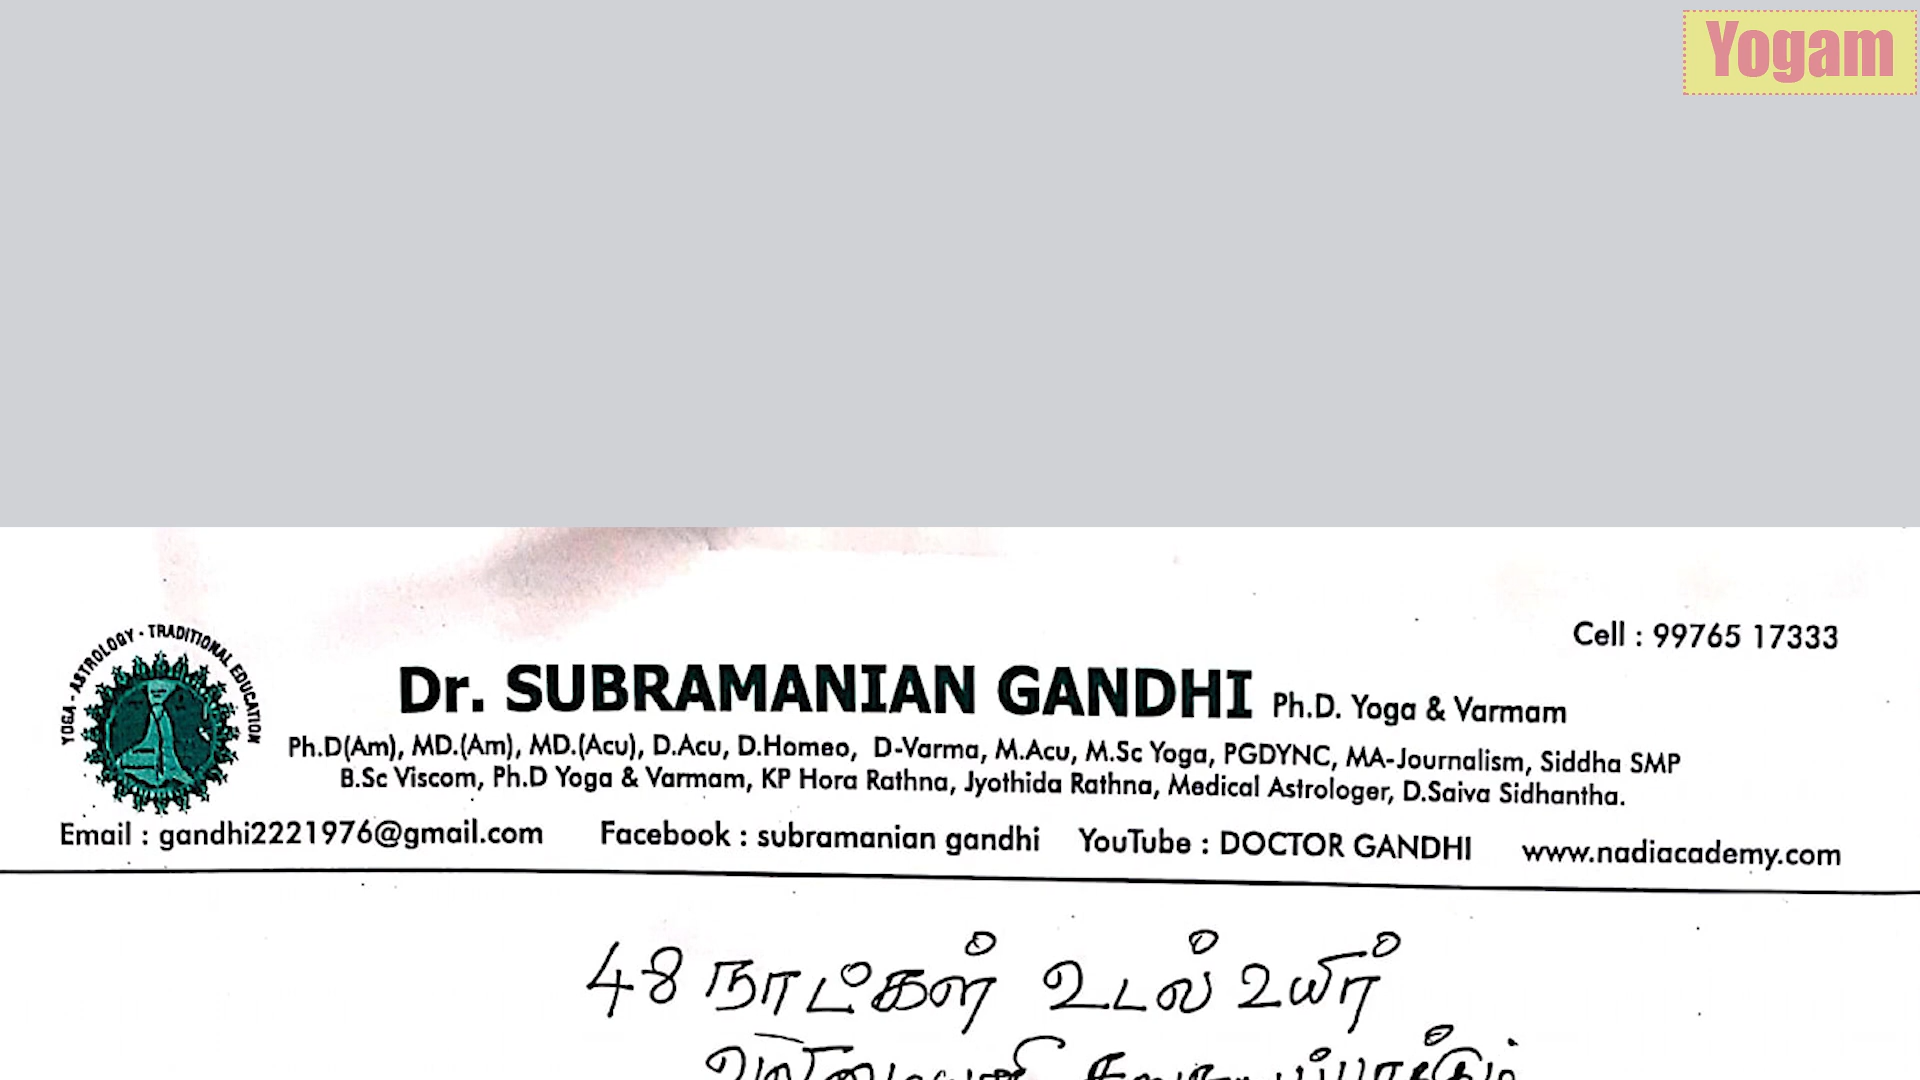 Yogam
Cell : 99765 17333
YOGA - ASTROLOGY - TRADITIONAL EDUCATION
Dr. SUBRAMANIAN GANDHI Ph.D. Yoga & Varmam
Ph.D(Am), MD.(Am), MD.(Acu), D.Acu, D.Homeo, D-Varma, M.Acu, M.Sc Yoga, PGDYNC, MA-Journalism, Siddha SMP
B.Sc Viscom, Ph.D Yoga & Varmam, KP Hora Rathna, Jyothida Rathna, Medical Astrologer, D.Saiva Sidhantha.
Email : gandhi2221976@gmail.com Facebook : subramanian gandhi YouTube : DOCTOR GANDHI www.nadiacademy.com
48 நாட்கள் உடல் உயிர்